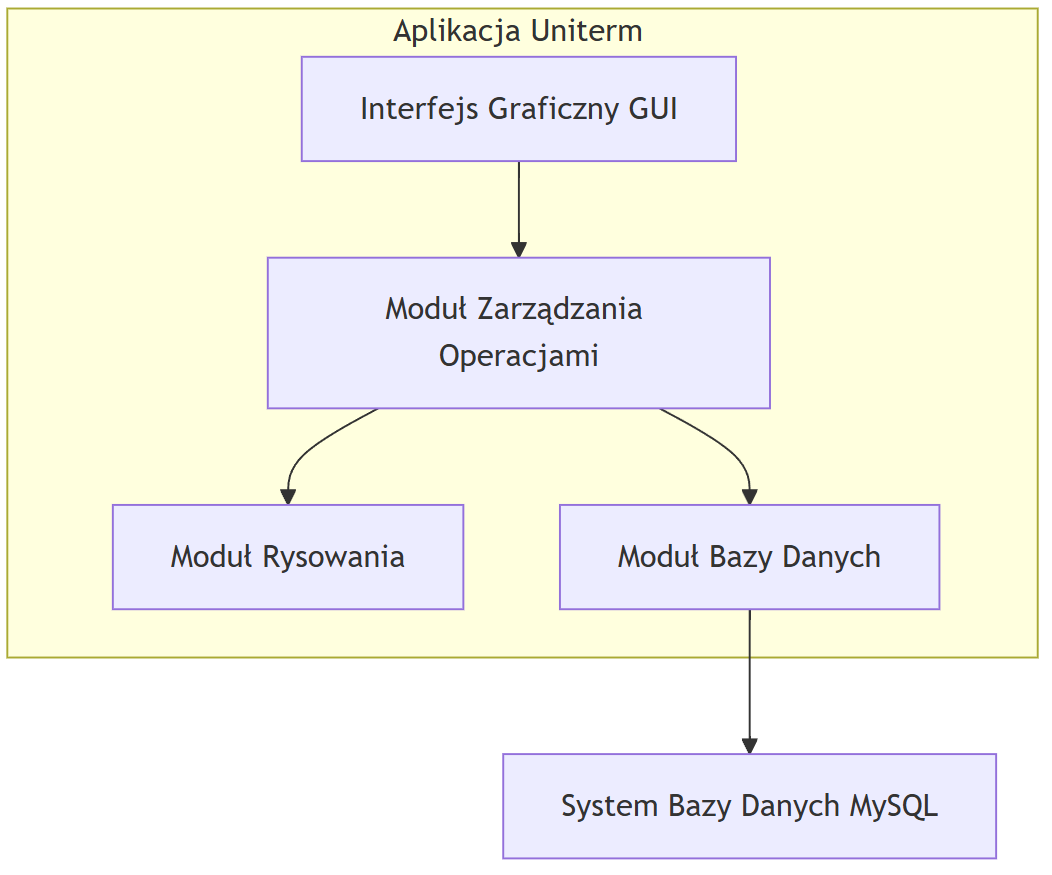 Aplikacja Uniterm
Interfejs Graficzny GUI
Moduł Zarządzania
Operacjami
Moduł Rysowania
Moduł Bazy Danych
System Bazy Danych MySQL